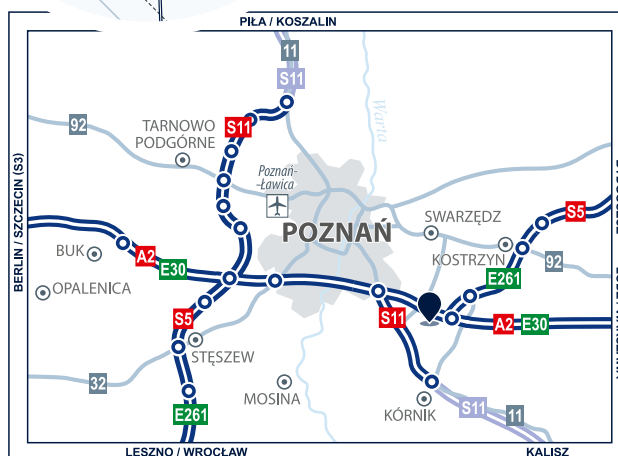 PIŁA / KOSZALIN
11
S11
92
TARNOWO
PODGÓRNE
S11
Warta
Poznań-
-Ławica
BERLIN / SZCZECIN (S3)
POZNAŃ
SWARZĘDZ
S5
KOSTRZYN
92
BUK
A2
E30
E261
OPALENICA
S5
S11
A2
E30
STĘSZEW
32
MOSINA
KÓRNIK
S11
11
E261
LESZNO / WROCŁAW
KALISZ